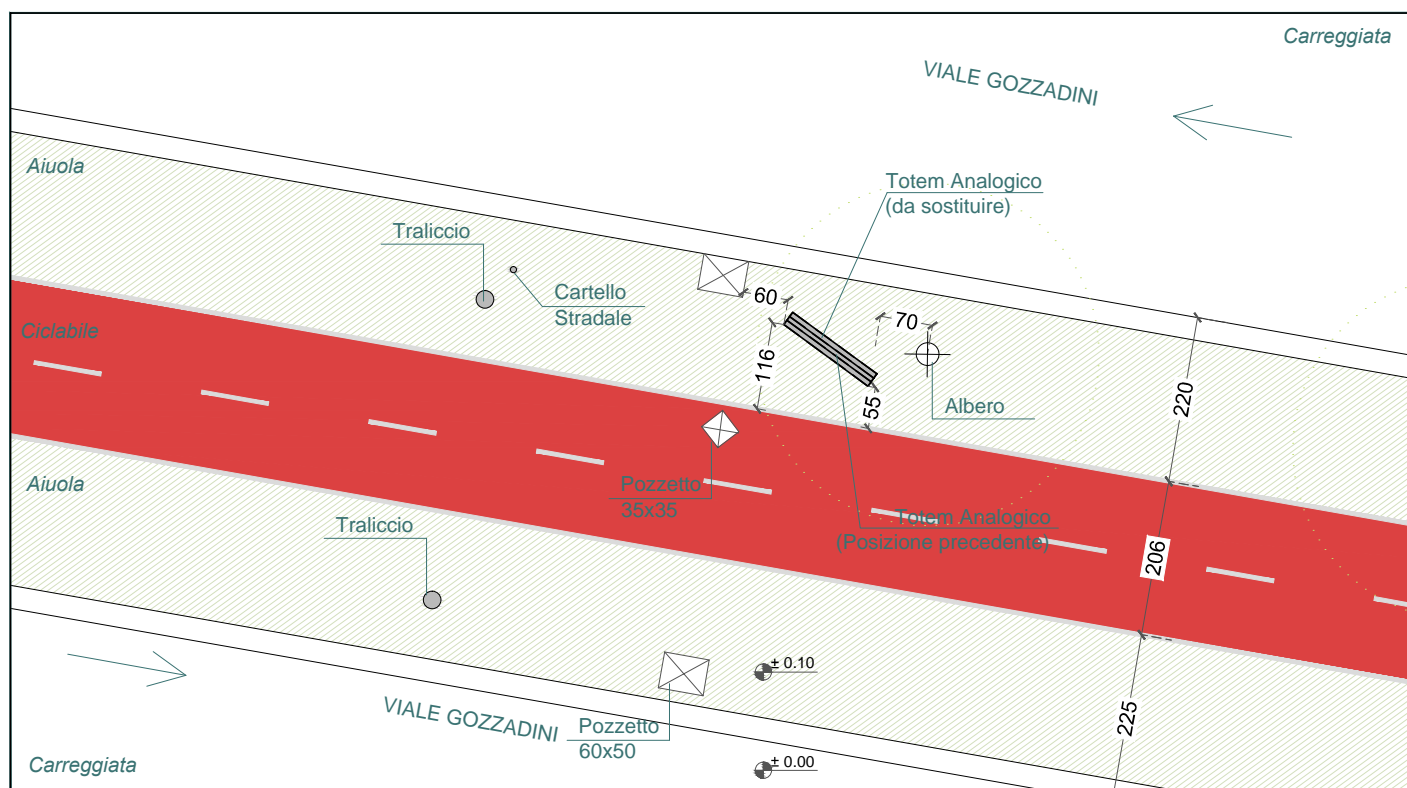 Carreggiata
VIALE GOZZADINI
Aiuola
Totem Analogico
(da sostituire)
Traliccio
Cartello
Stradale
60
70
Ciclabile
116
55
Albero
220
Aiuola
Pozzetto
35x35
Traliccio
Totem Analogico
(Posizione precedente)
206
± 0.10
225
VIALE GOZZADINI
Pozzetto
60x50
± 0.00
Carreggiata